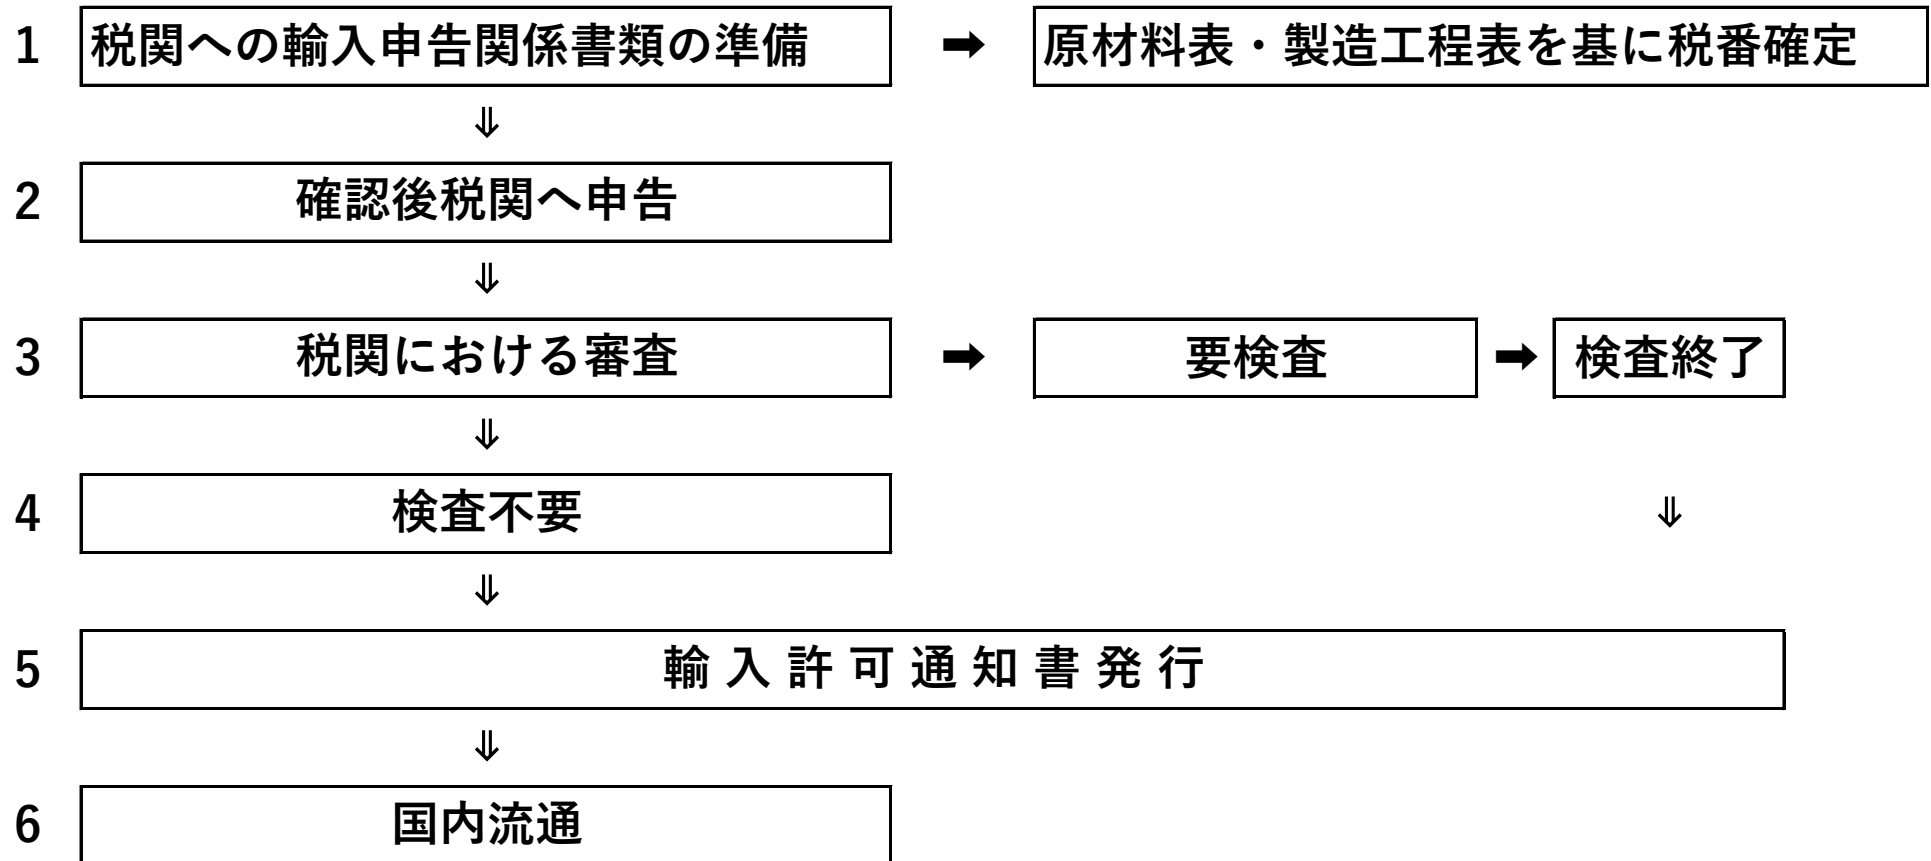 1 税関への輸入申告関係書類の準備 ➡ 原材料表・製造工程表を基に税番確定
⇓
2 確認後税関へ申告
⇓
3 税関における審査 ➡ 要検査 ➡ 検査終了
⇓
4 検査不要 ⇓
⇓
5 輸入許可通知書発行
⇓
6 国内流通